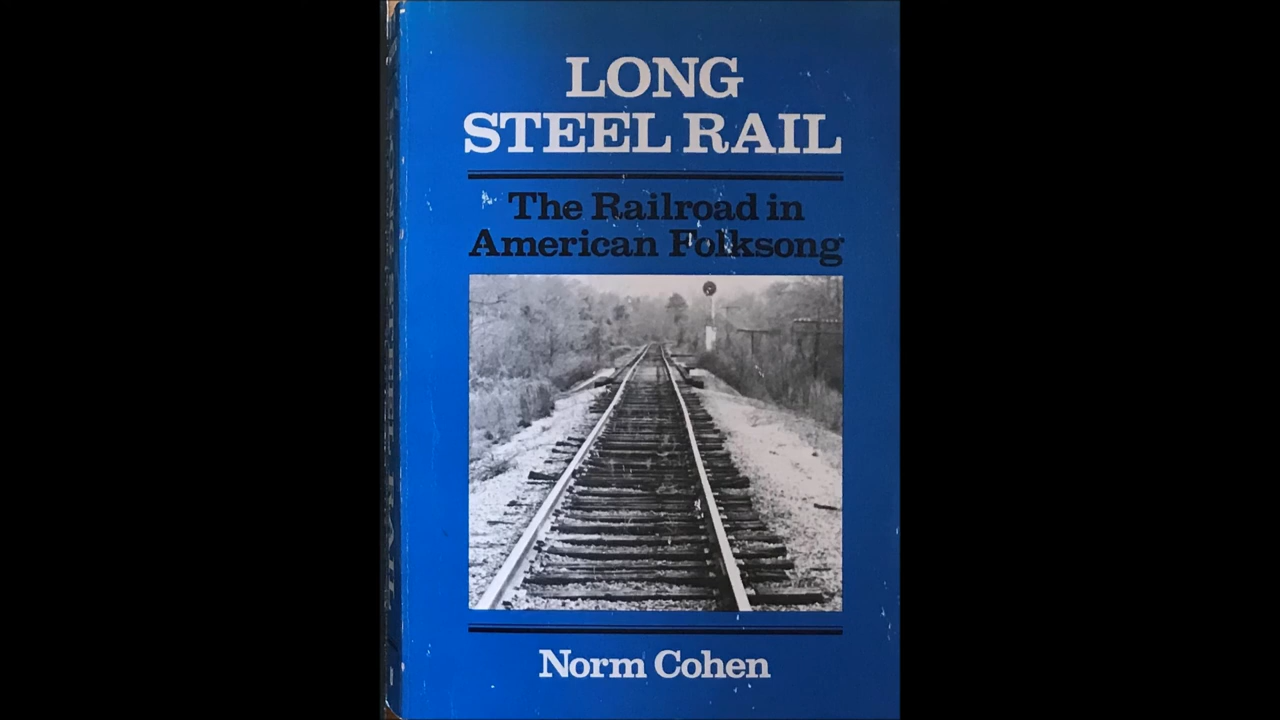 LONG
STEEL RAIL
The Railroad in
American Folksong
Norm Cohen